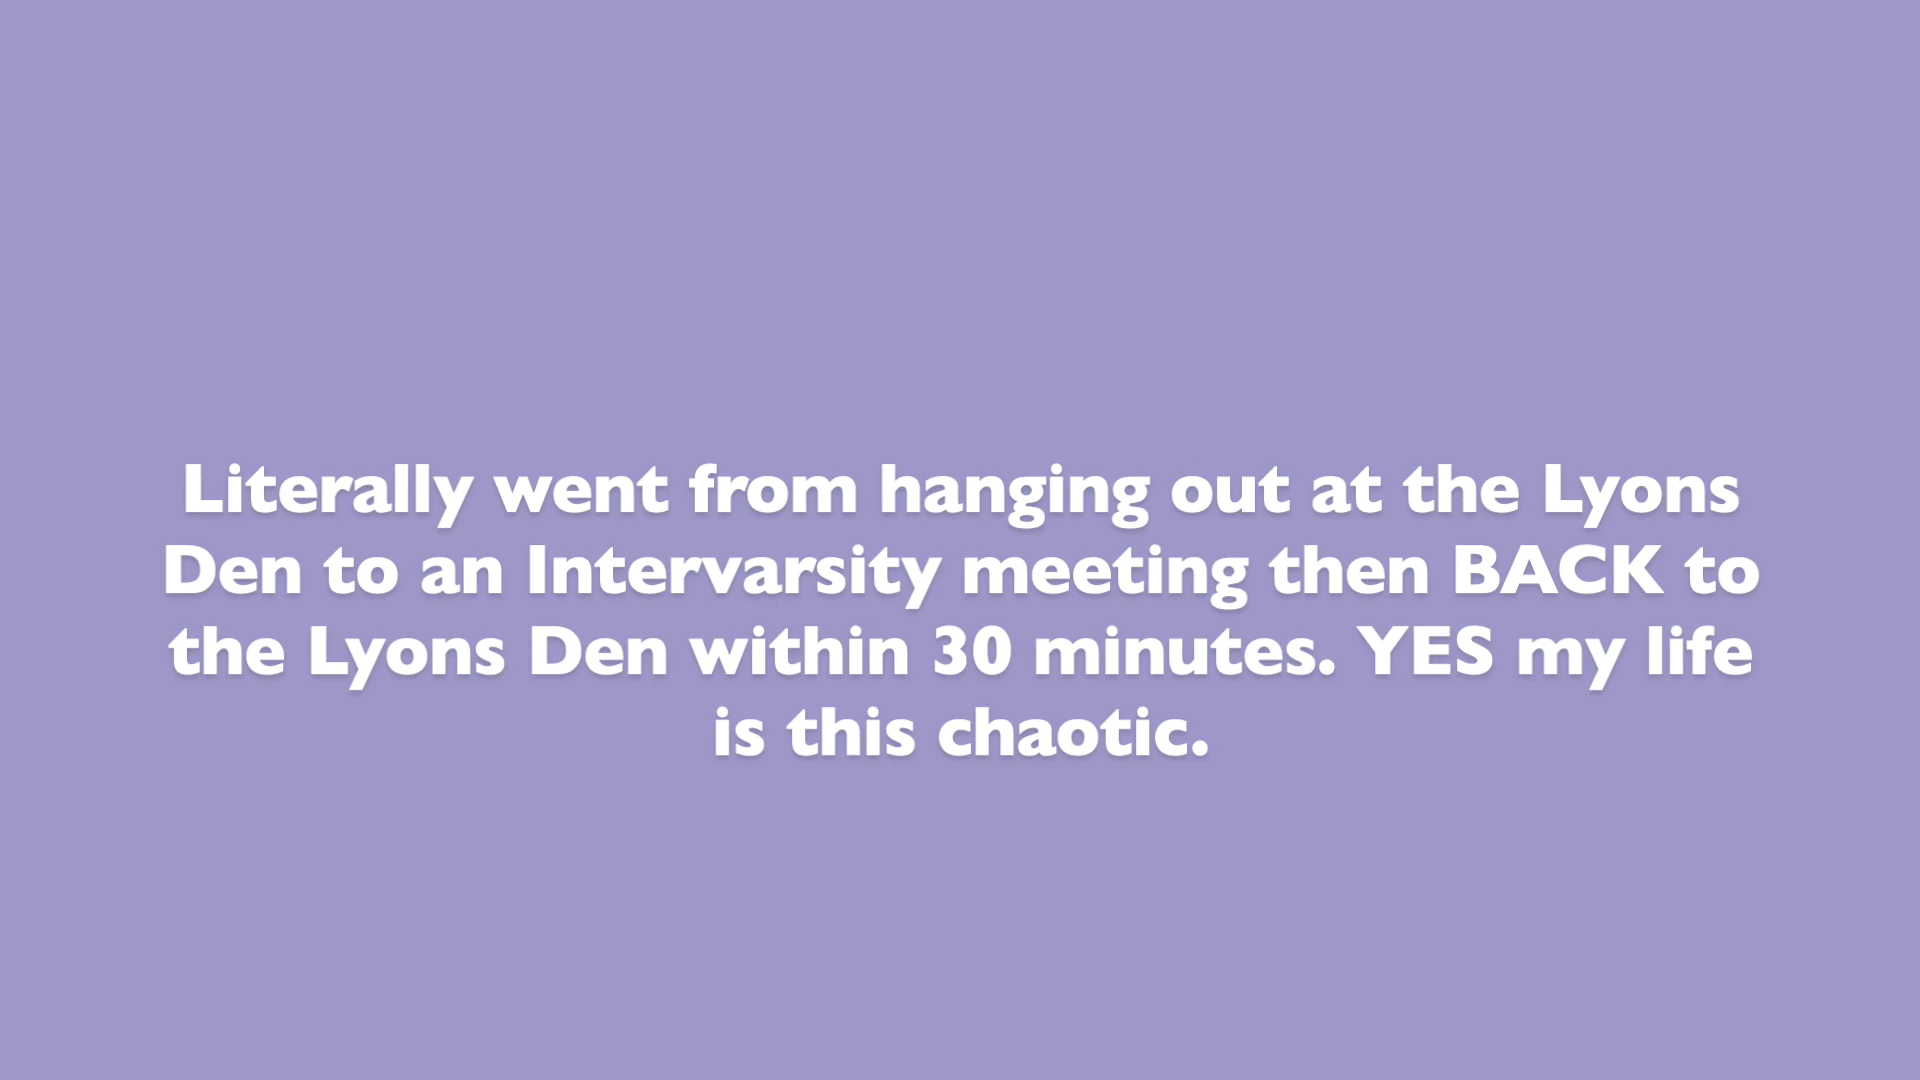 Literally went from hanging out at the Lyons
Den to an Intervarsity meeting then BACK to
the Lyons Den within 30 minutes. YES my life
is this chaotic.